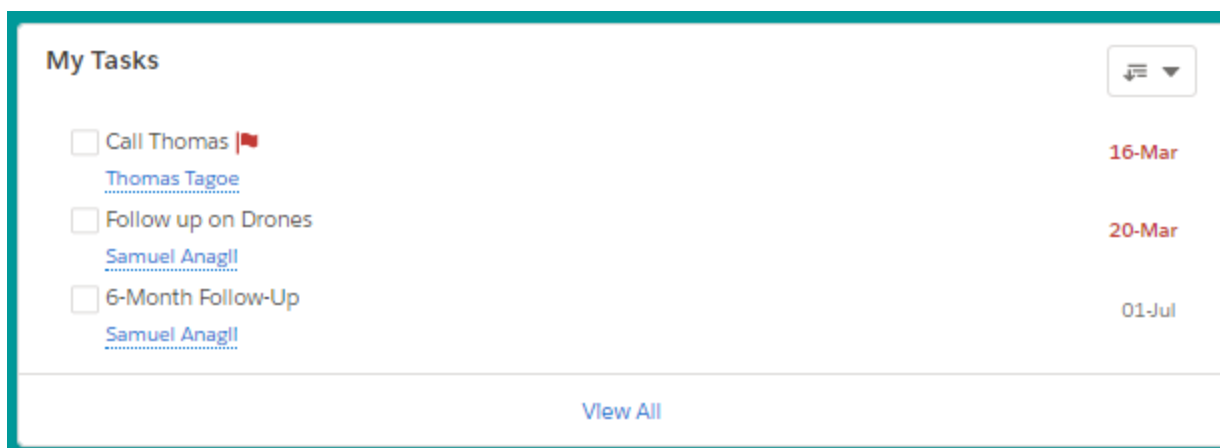 My Tasks
Call Thomas
16-Mar
Thomas Tagoe
Follow up on Drones
20-Mar
Samuel Anagll
6-Month Follow-Up
01-Jul
Samuel Anagll
View All